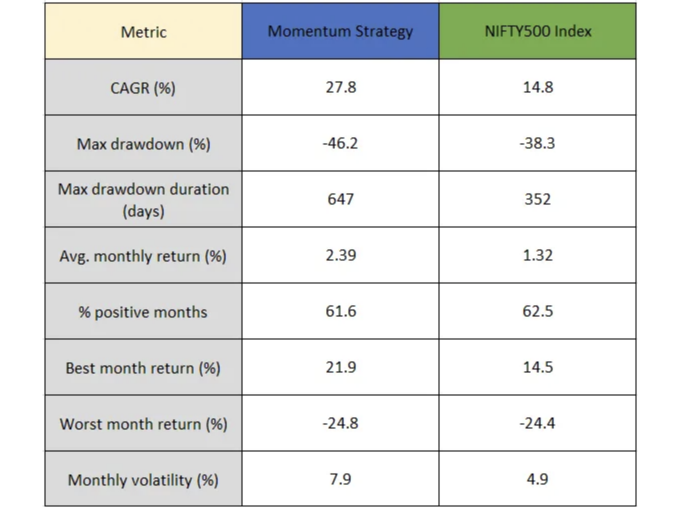 Metric Momentum Strategy NIFTY500 Index
CAGR (%) 27.8 14.8
Max drawdown (%) -46.2 -38.3
Max drawdown duration
(days) 647 352
Avg. monthly return (%) 2.39 1.32
% positive months 61.6 62.5
Best month return (%) 21.9 14.5
Worst month return (%) -24.8 -24.4
Monthly volatility (%) 7.9 4.9